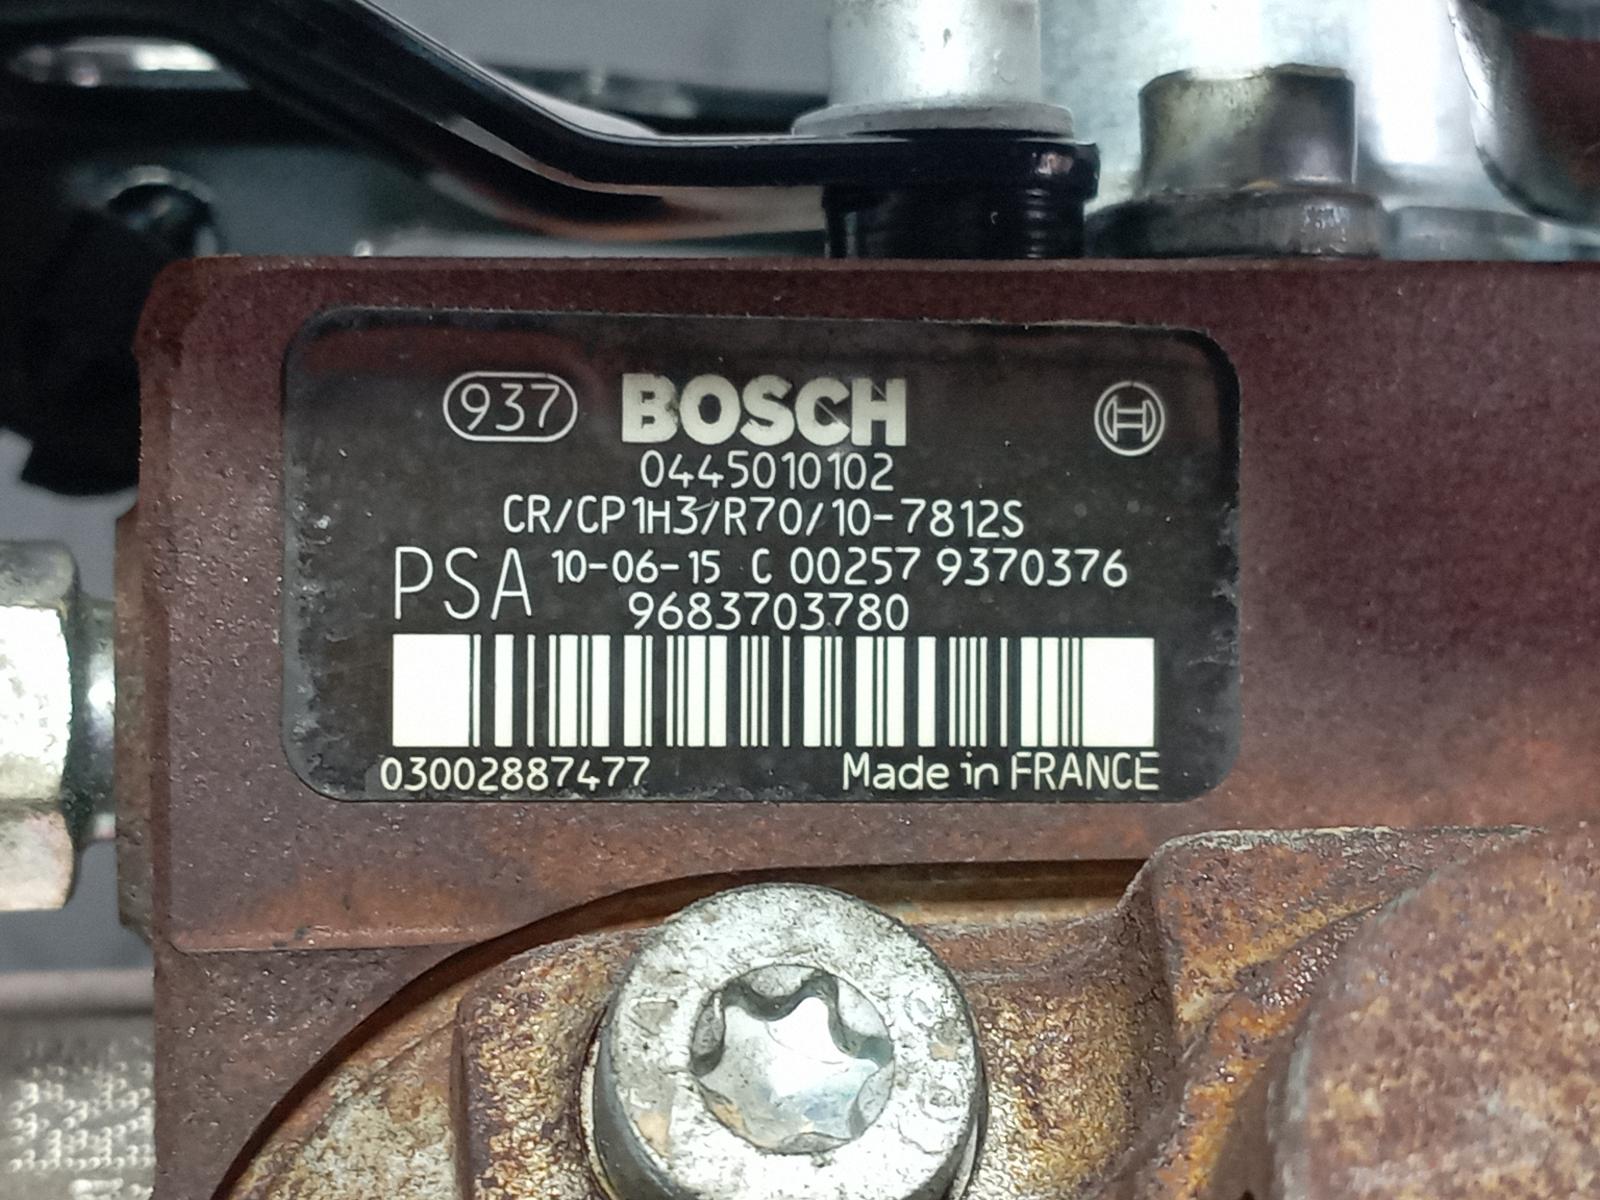 937 BOSCH
0445010102
CR/CP1H3/R70/10-7812S
PSA 10-06-15 C 00257 9370376
9683703780
03002887477 Made in FRANCE